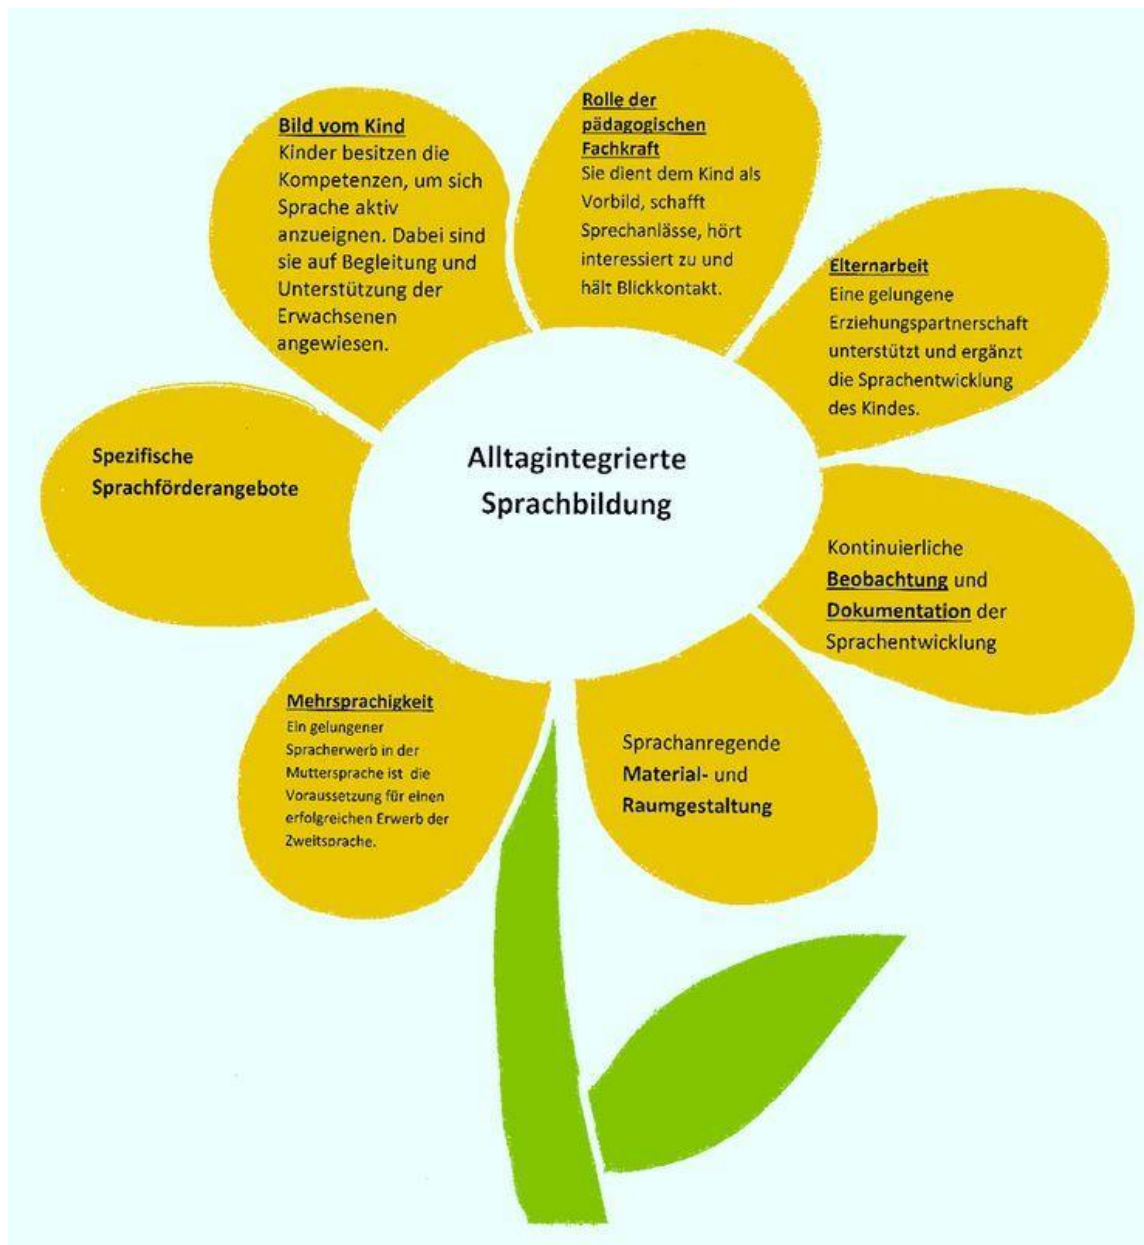 Bild vom Kind
Kinder besitzen die
Kompetenzen, um sich
Sprache aktiv
anzueignen. Dabei sind
sie auf Begleitung und
Unterstützung der
Erwachsenen
angewiesen.
Rolle der
pädagogischen
Fachkraft
Sie dient dem Kind als
Vorbild, schafft
Sprechanlässe, hört
interessiert zu und
hält Blickkontakt.
Elternarbeit
Eine gelungene
Erziehungspartnerschaft
unterstützt und ergänzt
die Sprachentwicklung
des Kindes.
Spezifische
Sprachförderangebote
Alltagintegrierte
Sprachbildung
Kontinuierliche
Beobachtung und
Dokumentation der
Sprachentwicklung
Mehrsprachigkeit
Ein gelungener
Spracherwerb in der
Muttersprache ist die
Voraussetzung für einen
erfolgreichen Erwerb der
Zweitsprache.
Sprachanregende
Material- und
Raumgestaltung